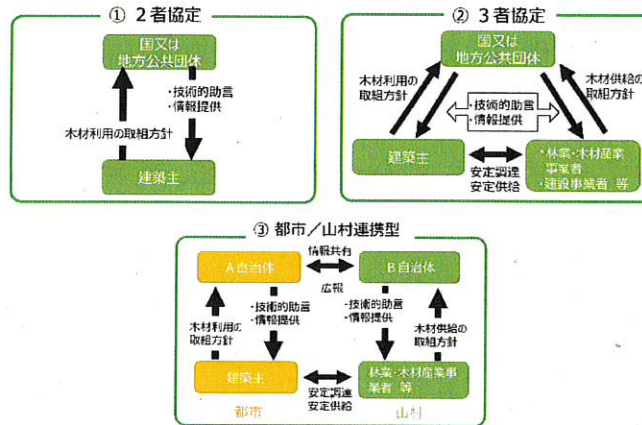 ① 2者協定
国又は
地方公共団体
・技術的助言
・情報提供
木材利用の取組方針
建築主
② 3者協定
国又は
地方公共団体
木材利用の
取組方針
木材供給の
取組方針
・技術的助言
・情報提供
建築主
安定調達
安定供給
・林業・木材産業
事業者
・建設事業者 等
③ 都市/山村連携型
A自治体
情報共有
広報
B自治体
木材利用の
取組方針
・技術的助言
・情報提供
・技術的助言
・情報提供
木材供給の
取組方針
建築主
安定調達
安定供給
林業・木材産業事
業者 等
都市
山村